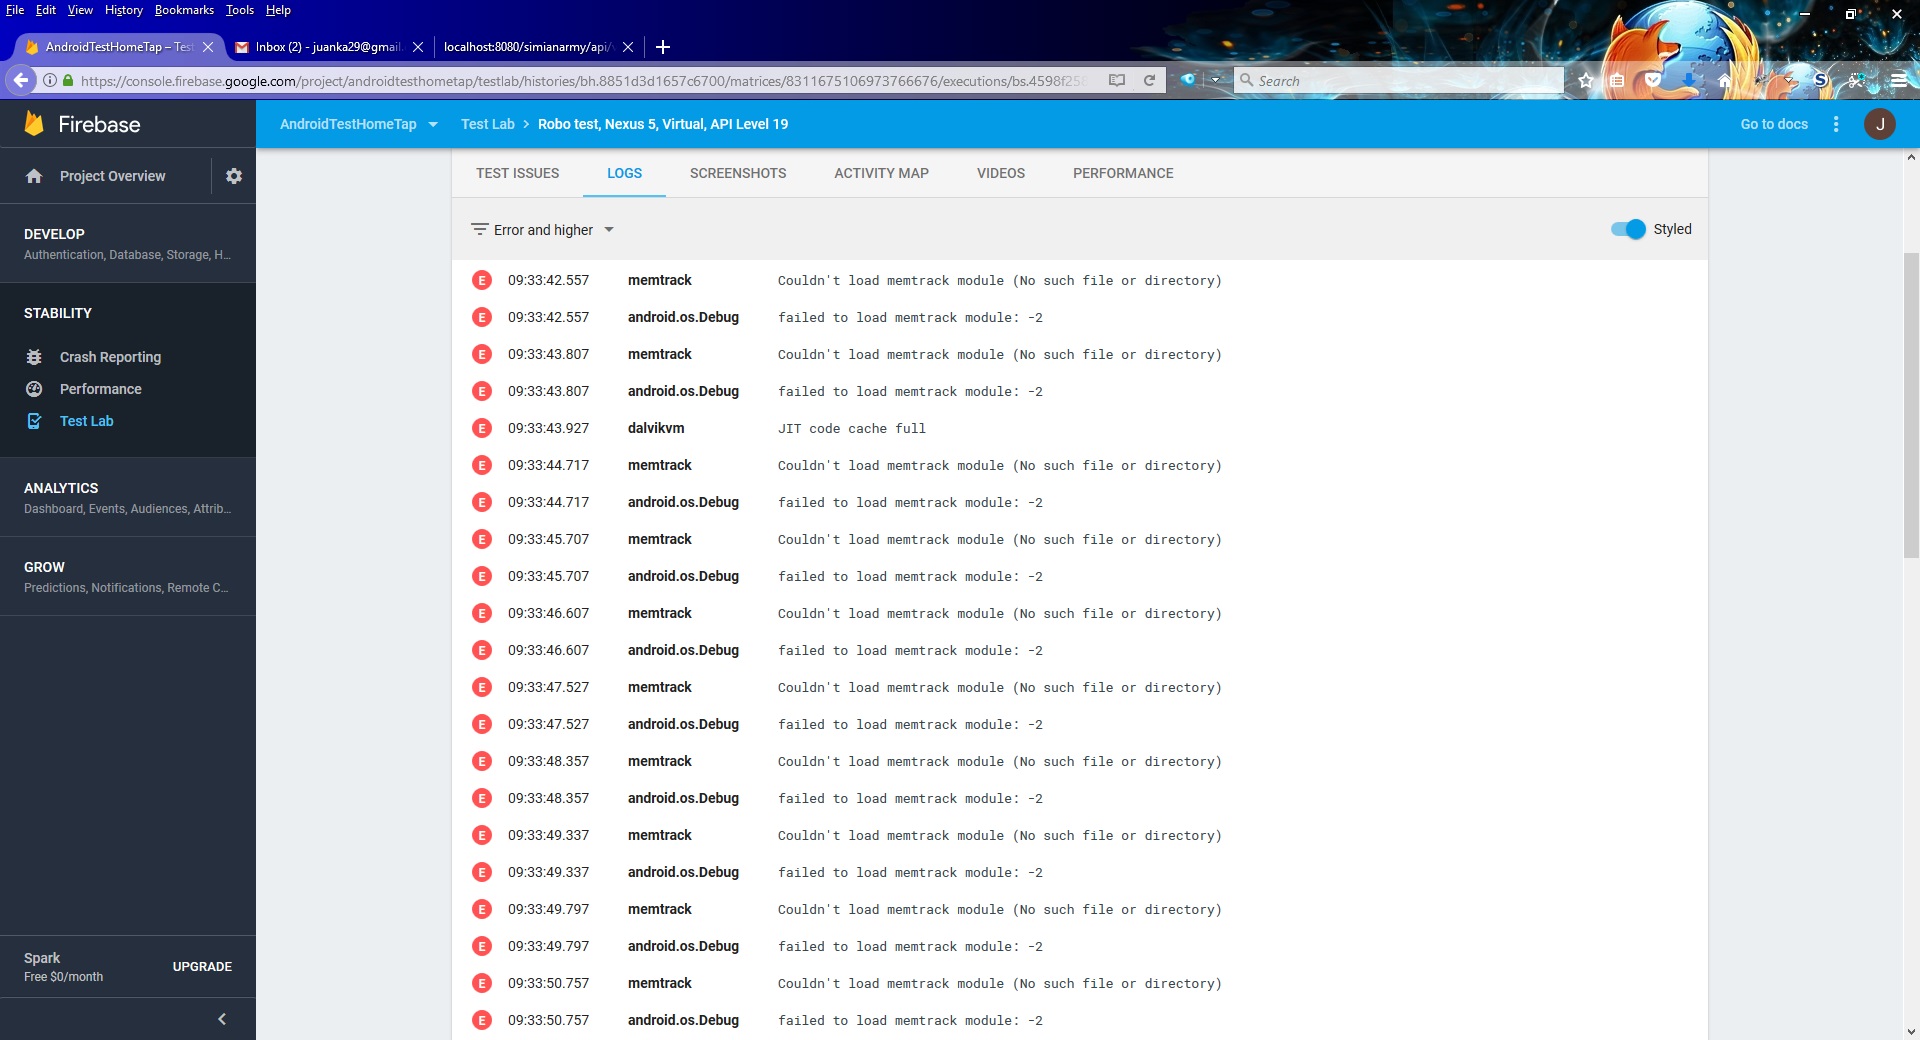 File Edit View History Bookmarks Tools Help
AndroidTestHomeTap – Test
Inbox (2) - juanka29@gmail.
localhost:8080/simianarmy/api/
https://console.firebase.google.com/project/androidtesthometap/testlab/histories/bh.8851d3d1657c6700/matrices/8311675106973766676/executions/bs.4598f258
Search
Firebase
AndroidTestHomeTap
Test Lab > Robo test, Nexus 5, Virtual, API Level 19
Go to docs
J
Project Overview
DEVELOP
Authentication, Database, Storage, H...
STABILITY
Crash Reporting
Performance
Test Lab
ANALYTICS
Dashboard, Events, Audiences, Attrib...
GROW
Predictions, Notifications, Remote C...
Spark
Free $0/month
UPGRADE
TEST ISSUES LOGS SCREENSHOTS ACTIVITY MAP VIDEOS PERFORMANCE
Error and higher
Styled
E 09:33:42.557 memtrack Couldn't load memtrack module (No such file or directory)
E 09:33:42.557 android.os.Debug failed to load memtrack module: -2
E 09:33:43.807 memtrack Couldn't load memtrack module (No such file or directory)
E 09:33:43.807 android.os.Debug failed to load memtrack module: -2
E 09:33:43.927 dalvikvm JIT code cache full
E 09:33:44.717 memtrack Couldn't load memtrack module (No such file or directory)
E 09:33:44.717 android.os.Debug failed to load memtrack module: -2
E 09:33:45.707 memtrack Couldn't load memtrack module (No such file or directory)
E 09:33:45.707 android.os.Debug failed to load memtrack module: -2
E 09:33:46.607 memtrack Couldn't load memtrack module (No such file or directory)
E 09:33:46.607 android.os.Debug failed to load memtrack module: -2
E 09:33:47.527 memtrack Couldn't load memtrack module (No such file or directory)
E 09:33:47.527 android.os.Debug failed to load memtrack module: -2
E 09:33:48.357 memtrack Couldn't load memtrack module (No such file or directory)
E 09:33:48.357 android.os.Debug failed to load memtrack module: -2
E 09:33:49.337 memtrack Couldn't load memtrack module (No such file or directory)
E 09:33:49.337 android.os.Debug failed to load memtrack module: -2
E 09:33:49.797 memtrack Couldn't load memtrack module (No such file or directory)
E 09:33:49.797 android.os.Debug failed to load memtrack module: -2
E 09:33:50.757 memtrack Couldn't load memtrack module (No such file or directory)
E 09:33:50.757 android.os.Debug failed to load memtrack module: -2